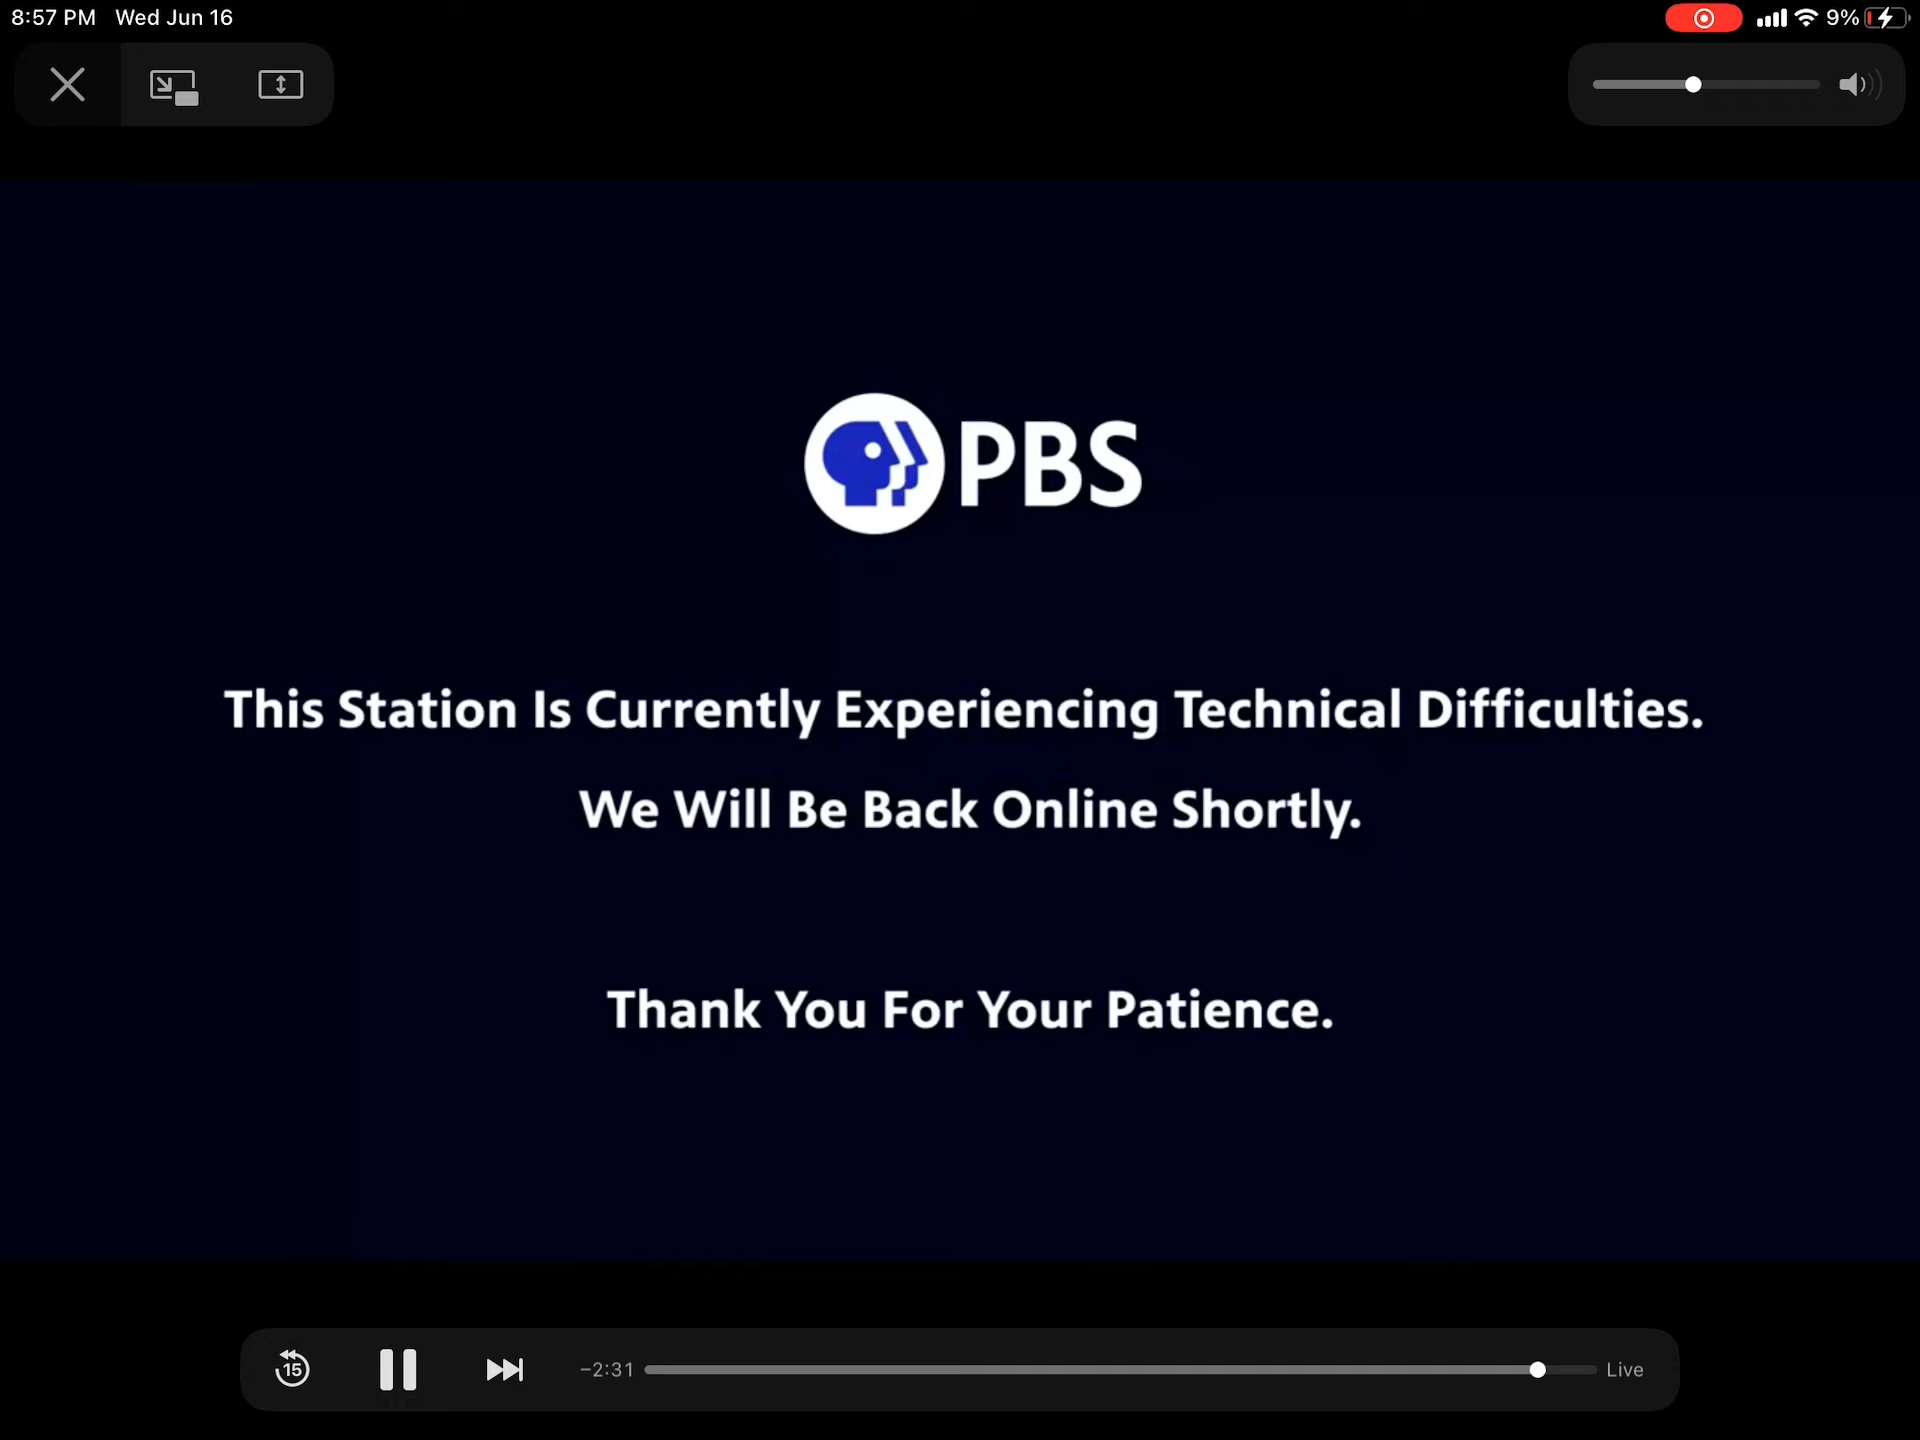 8:57 PM Wed Jun 16 9%
PBS
This Station Is Currently Experiencing Technical Difficulties.
We Will Be Back Online Shortly.
Thank You For Your Patience.
15 −2:31 Live